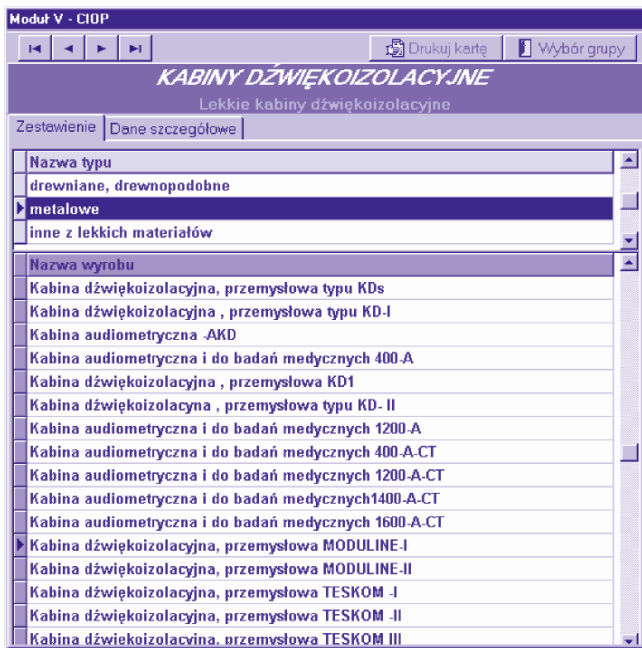 Moduł V - CIOP
Drukuj kartę
Wybór grupy
KABINY DŹWIĘKOIZOLACYJNE
Lekkie kabiny dźwiękoizolacyjne
Zestawienie
Dane szczegółowe
Nazwa typu
drewniane, drewnopodobne
metalowe
inne z lekkich materiałów
Nazwa wyrobu
Kabina dźwiękoizolacyjna, przemysłowa typu KDs
Kabina dźwiękoizolacyjna , przemysłowa typu KD-I
Kabina audiometryczna -AKD
Kabina audiometryczna i do badań medycznych 400-A
Kabina dźwiękoizolacyjna , przemysłowa KD1
Kabina dźwiękoizolacyna , przemysłowa typu KD- II
Kabina audiometryczna i do badań medycznych 1200-A
Kabina audiometryczna i do badań medycznych 400-A-CT
Kabina audiometryczna i do badań medycznych 1200-A-CT
Kabina audiometryczna i do badań medycznych1400-A-CT
Kabina audiometryczna i do badań medycznych 1600-A-CT
Kabina dźwiękoizolacyjna, przemysłowa MODULINE-I
Kabina dźwiękoizolacyjna, przemysłowa MODULINE-II
Kabina dźwiękoizolacyjna, przemysłowa TESKOM -I
Kabina dźwiękoizolacyjna, przemysłowa TESKOM -II
Kabina dźwiękoizolacyjna, przemysłowa TESKOM III